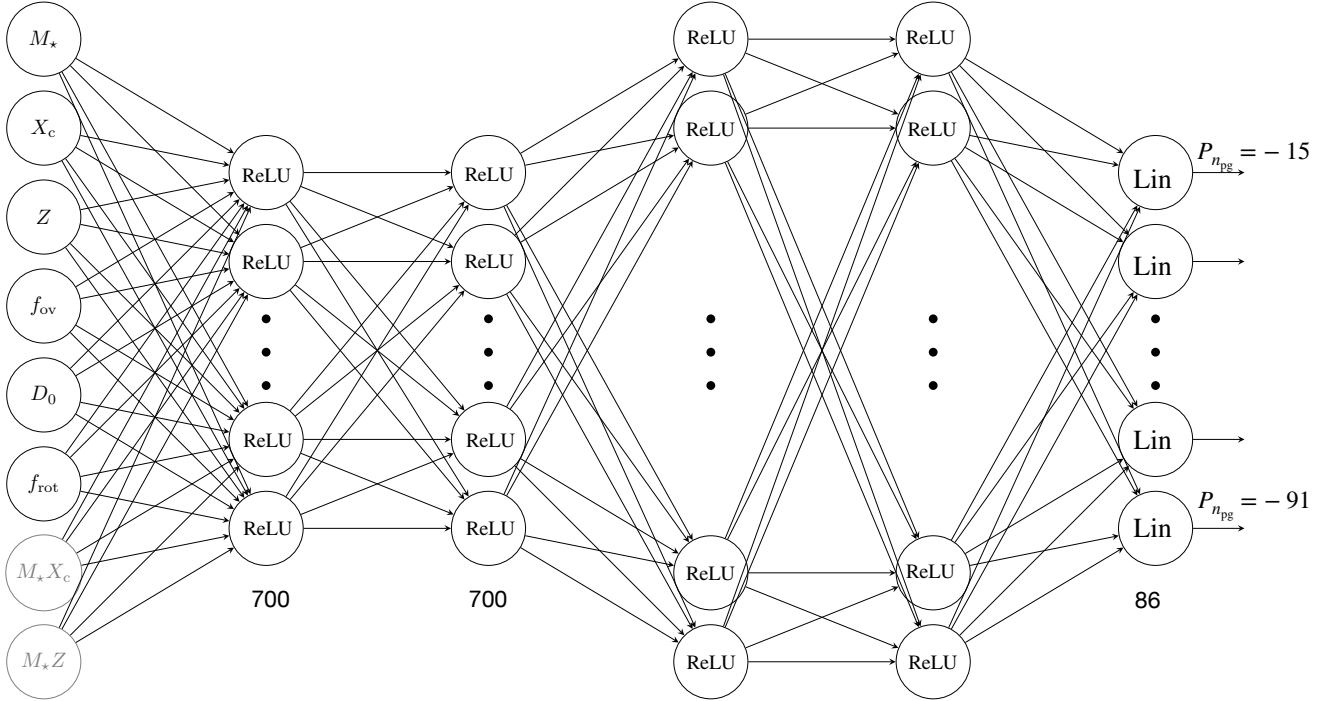 M⋆
X_c
Z
f_ov
D_0
f_rot
M⋆X_c
M⋆Z
ReLU
ReLU
ReLU
ReLU
700
ReLU
ReLU
ReLU
ReLU
700
ReLU
ReLU
ReLU
ReLU
ReLU
ReLU
ReLU
ReLU
Lin
Lin
Lin
Lin
86
P_{n_pg} = − 15
P_{n_pg} = − 91